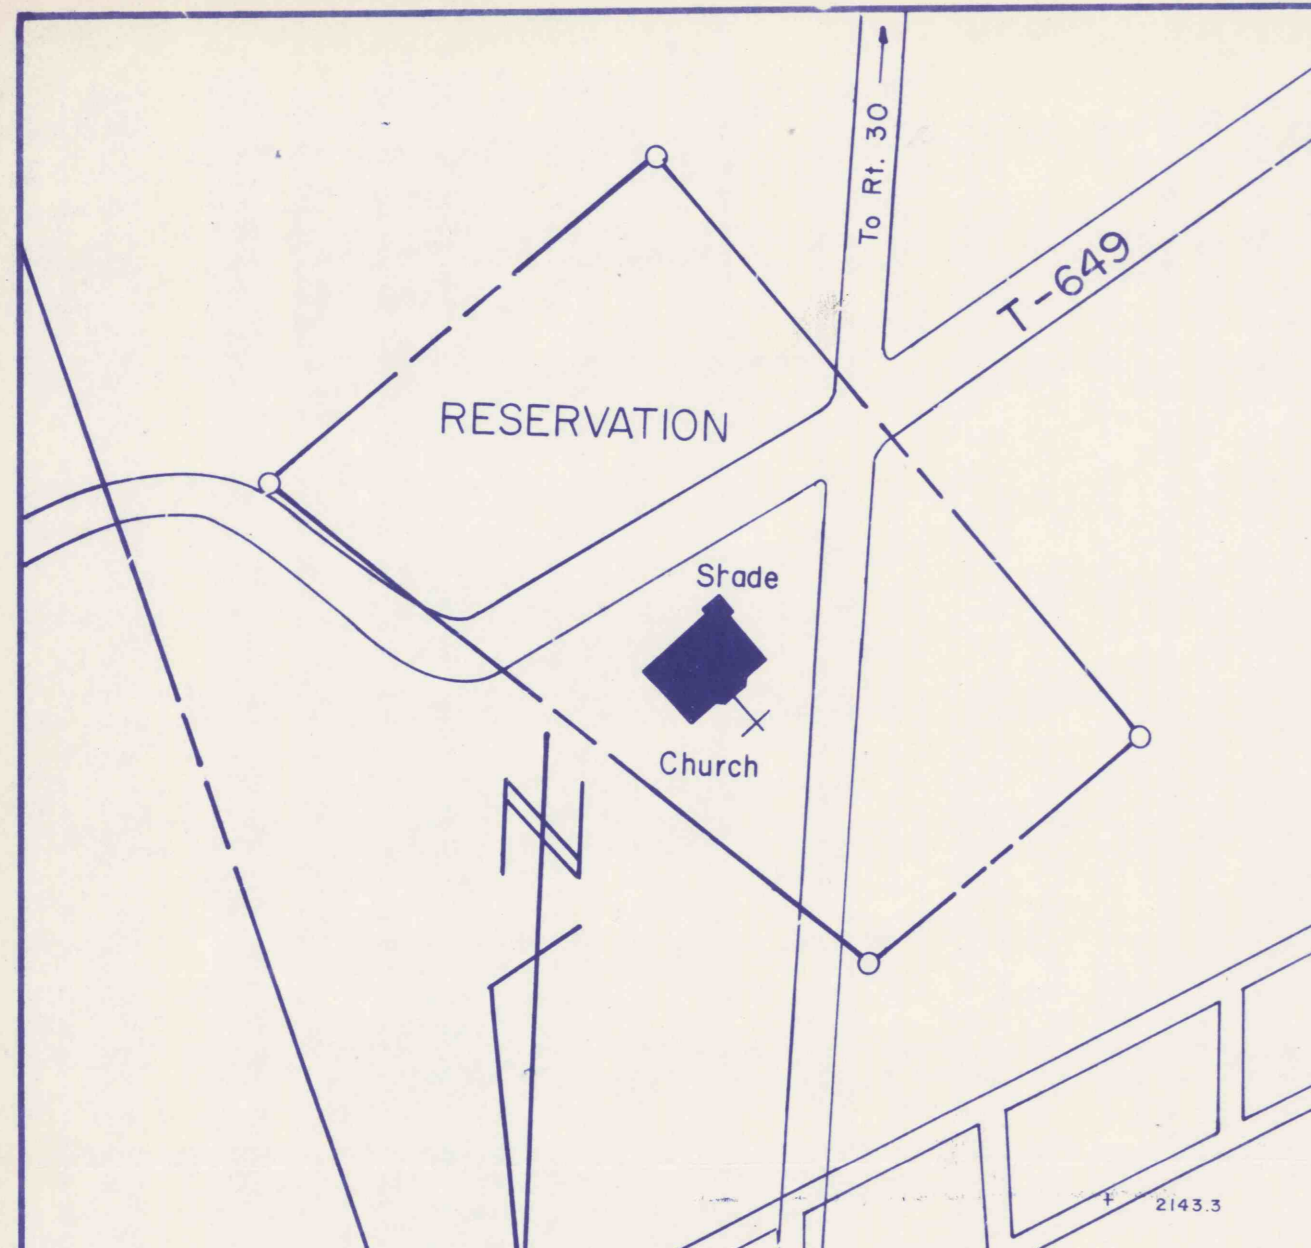 To Rt. 30
T-649
RESERVATION
Shade
Church
N
+ 2143.3